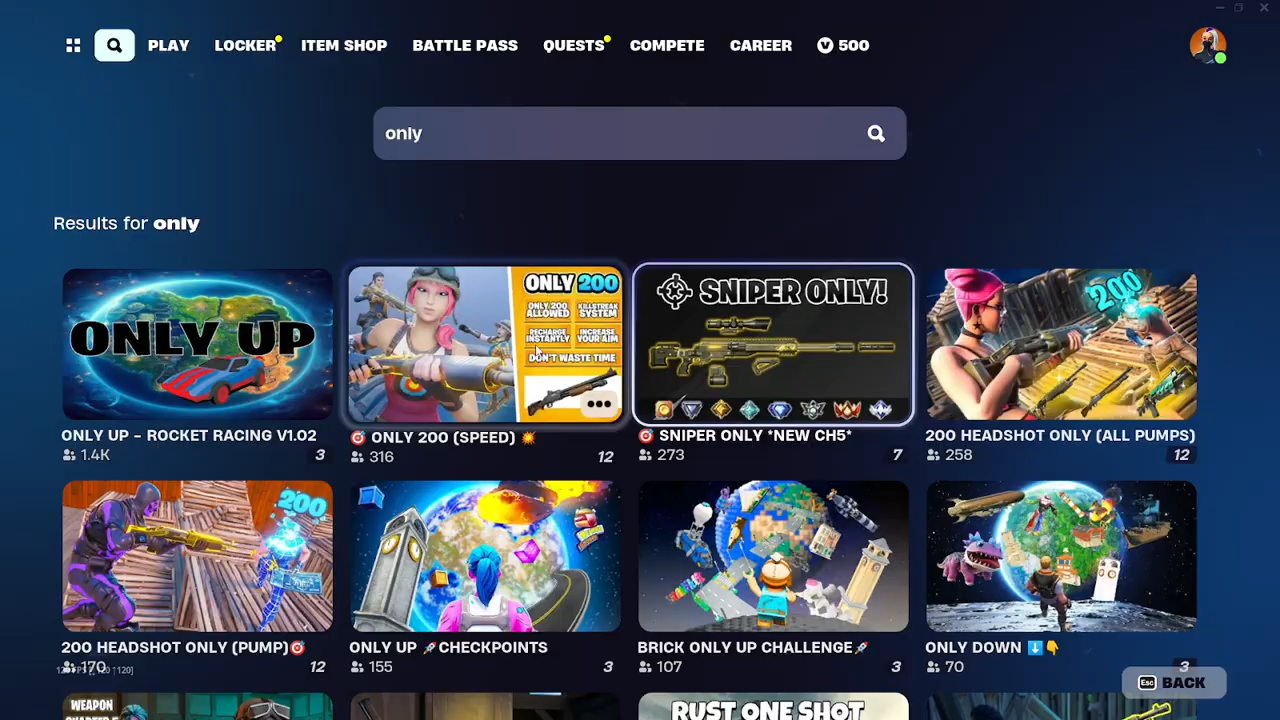 PLAY LOCKER ITEM SHOP BATTLE PASS QUESTS COMPETE CAREER V 500
only
Results for only
ONLY UP
ONLY 200
ONLY 200 ALLOWED
KILLSTREAK SYSTEM
RECHARGE INSTANTLY
INCREASE YOUR AIM
DON'T WASTE TIME
SNIPER ONLY!
200
ONLY UP - ROCKET RACING V1.02
1.4K 3
🎯 ONLY 200 (SPEED) 💥
316 12
🎯 SNIPER ONLY *NEW CH5*
273 7
200 HEADSHOT ONLY (ALL PUMPS)
258 12
200
200 HEADSHOT ONLY (PUMP)🎯
170 12
ONLY UP 🚀CHECKPOINTS
155 3
BRICK ONLY UP CHALLENGE🚀
107 3
ONLY DOWN ⬇️👇
70 3
Esc BACK
WEAPON
RUST ONE SHOT